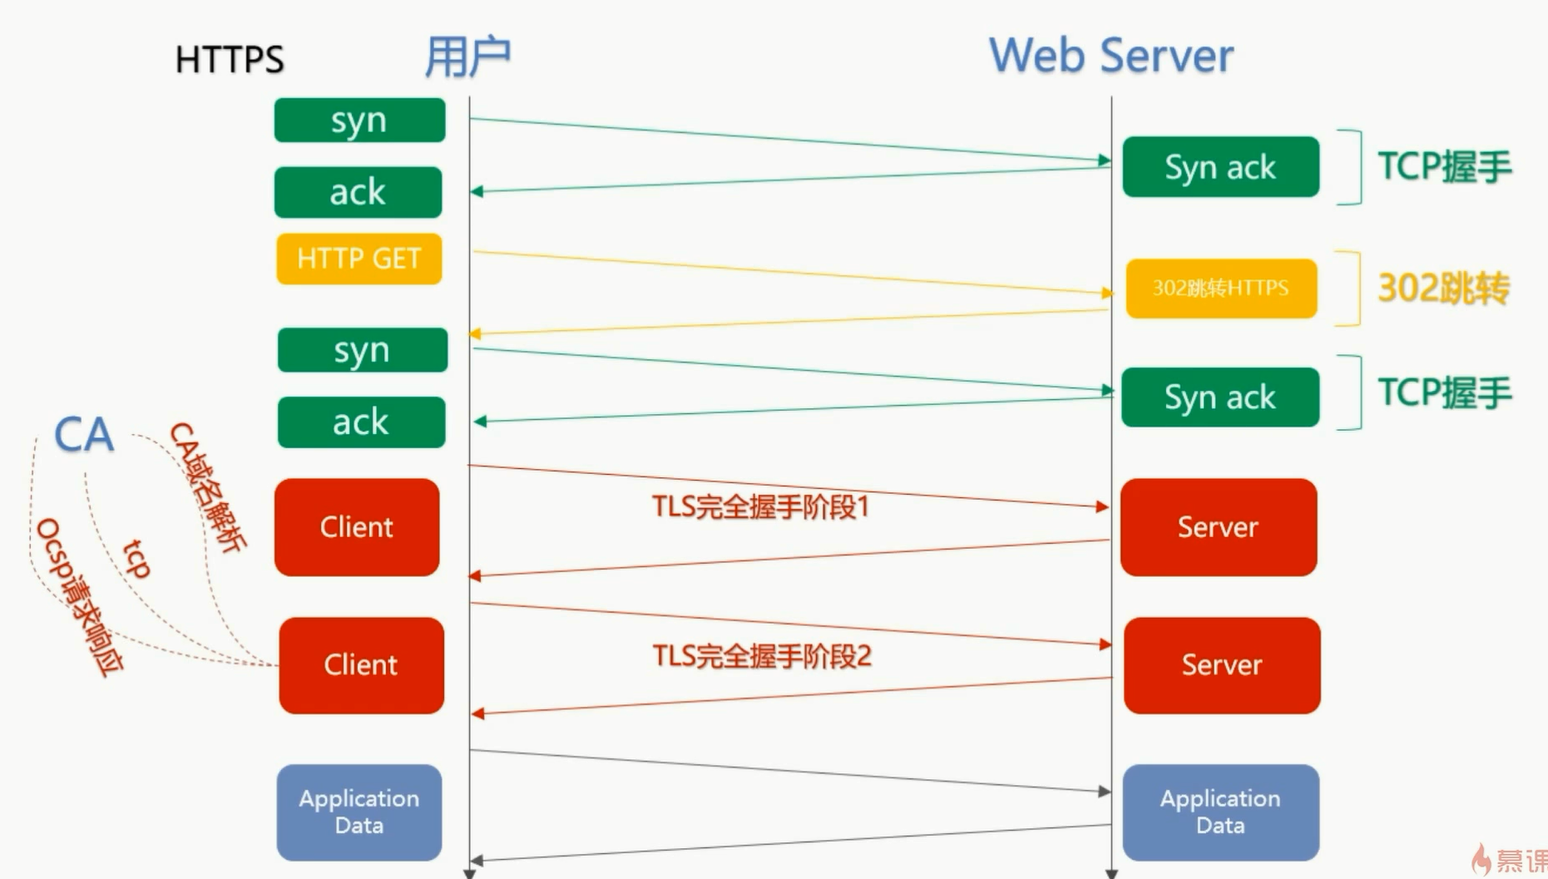 HTTPS
用户
Web Server
syn
Syn ack
TCP握手
ack
HTTP GET
302跳转HTTPS
302跳转
syn
Syn ack
TCP握手
ack
CA
CA域名解析
tcp
Ocsp请求响应
Client
TLS完全握手阶段1
Server
Client
TLS完全握手阶段2
Server
Application
Data
Application
Data
慕课